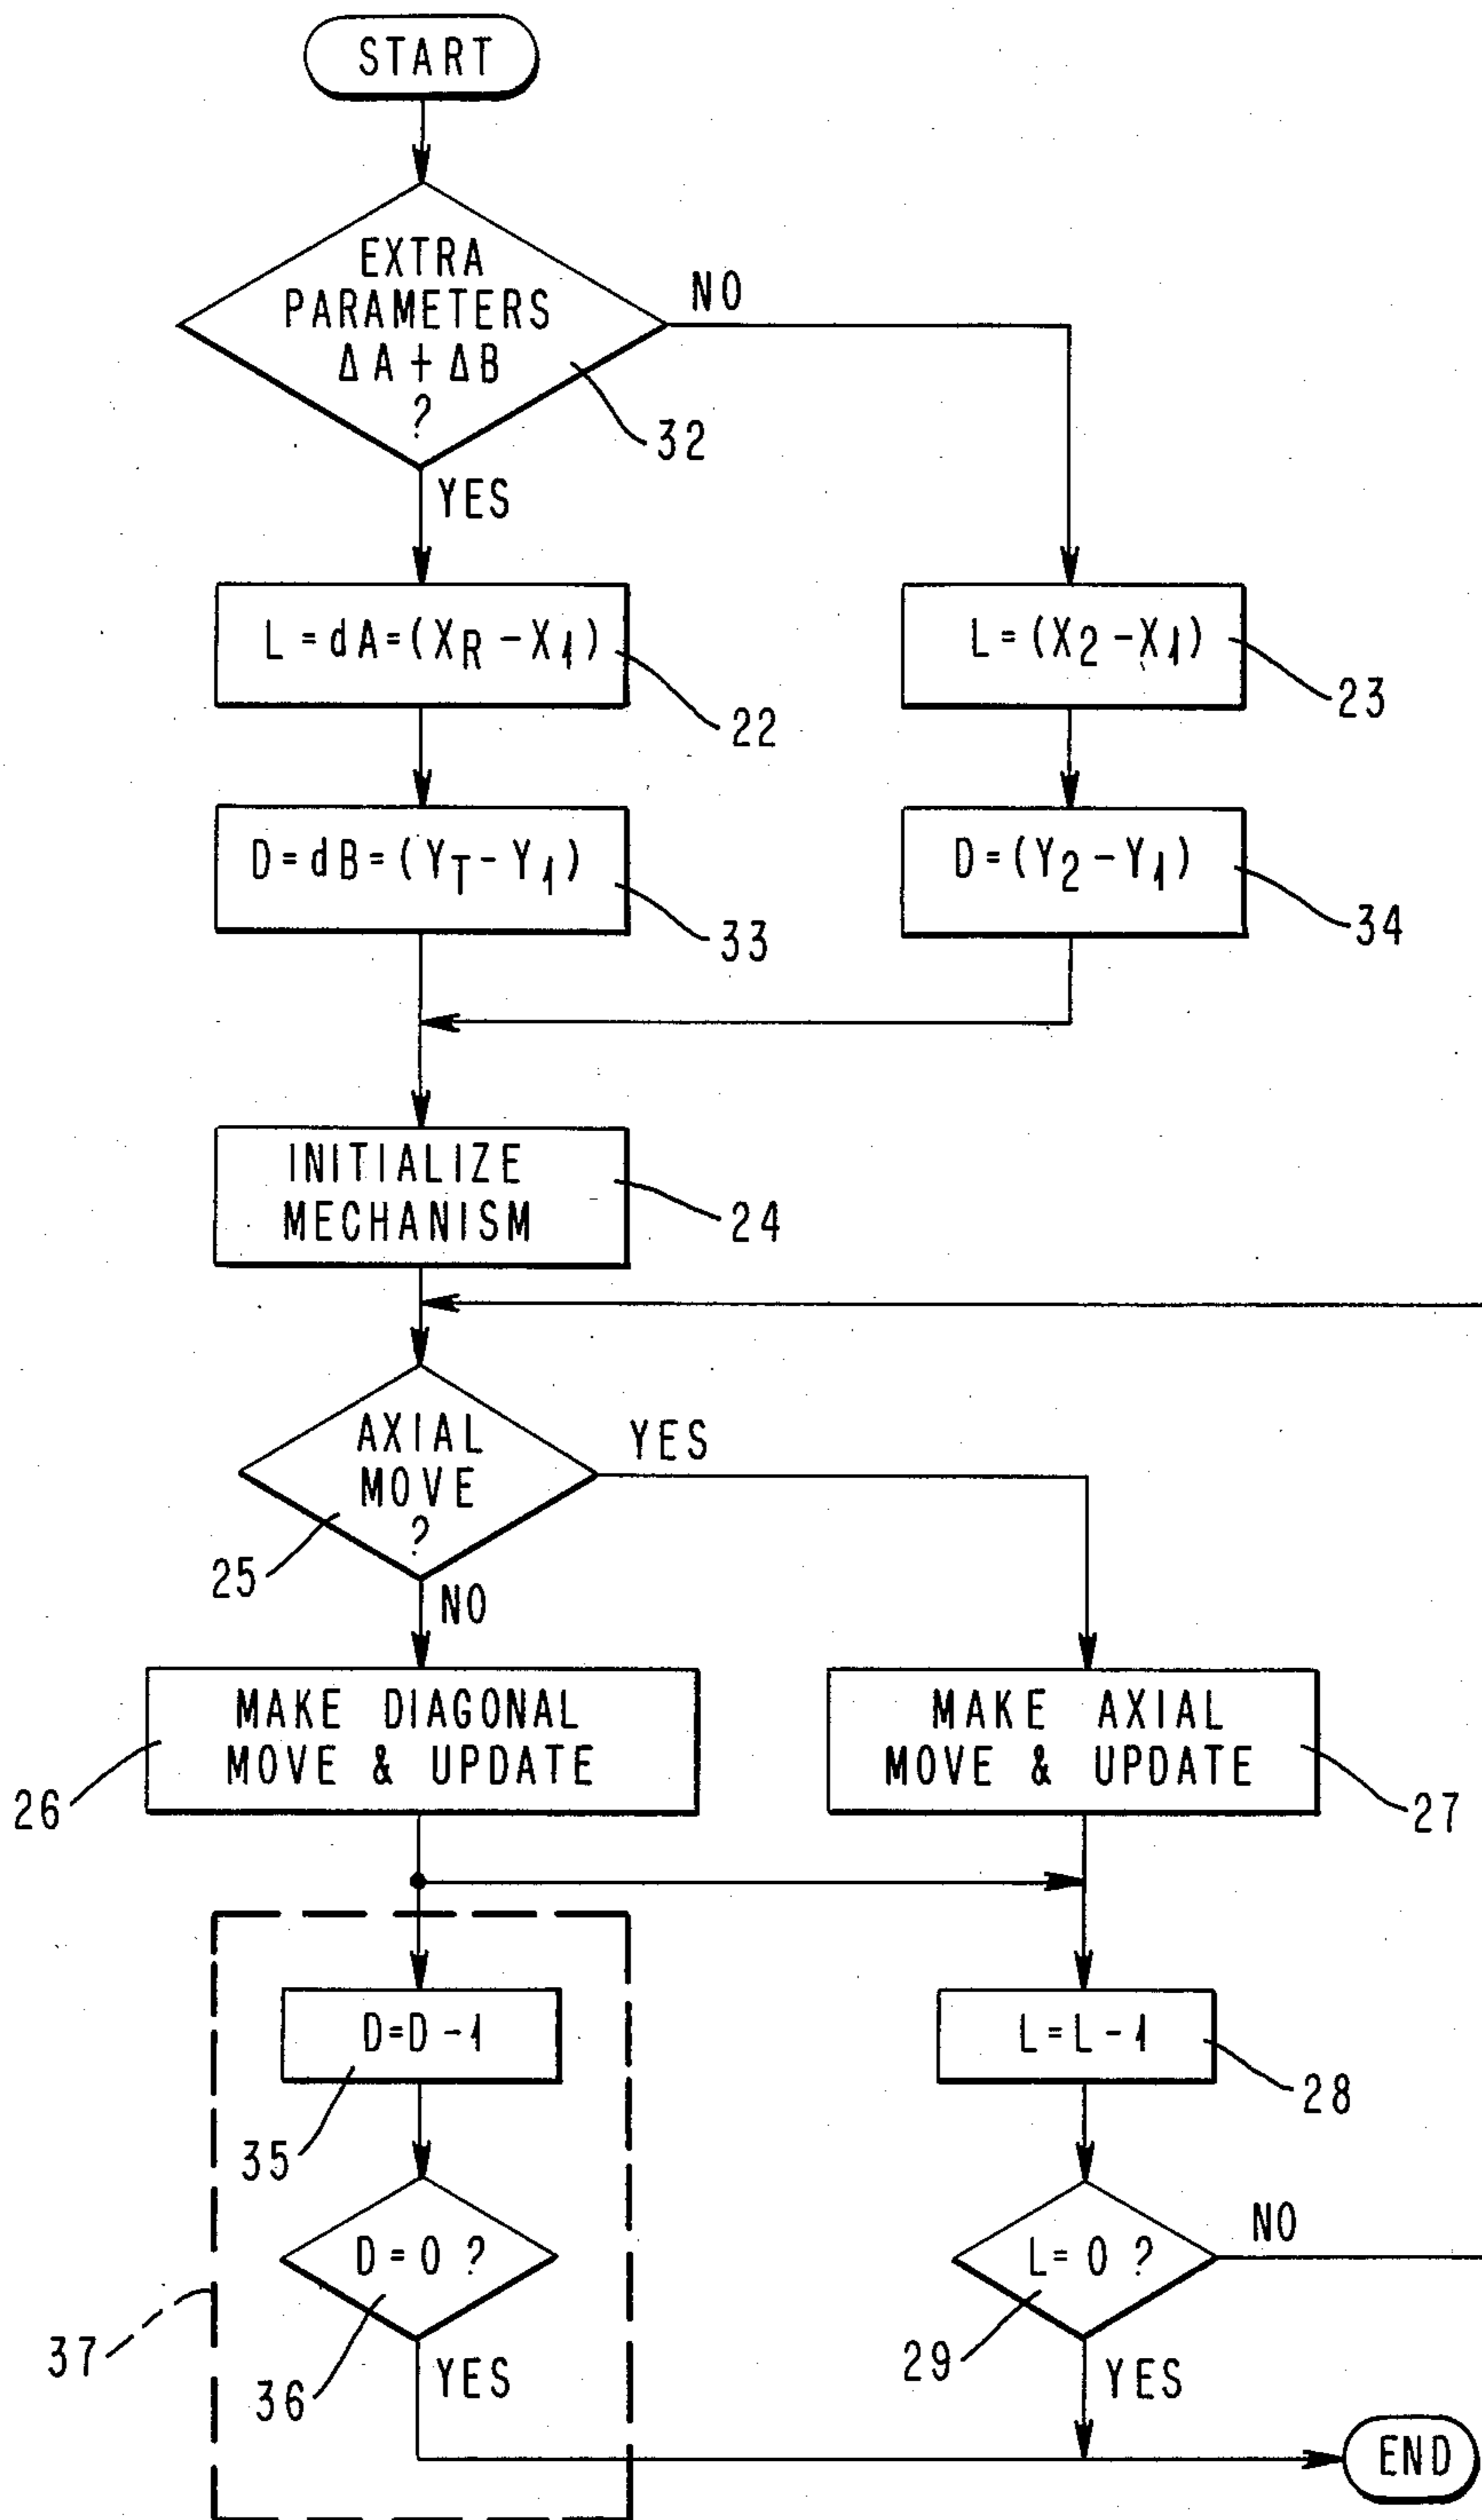 START
EXTRA
PARAMETERS
ΔA + ΔB
?
NO
32
YES
L = dA = (XR - X1)
22
L = (X2 - X1)
23
D = dB = (YT - Y1)
33
D = (Y2 - Y1)
34
INITIALIZE
MECHANISM
24
AXIAL
MOVE
?
YES
25
NO
MAKE DIAGONAL
MOVE & UPDATE
26
MAKE AXIAL
MOVE & UPDATE
27
D = D - 1
35
L = L - 1
28
D = 0 ?
36
37
YES
L = 0 ?
NO
29
YES
END